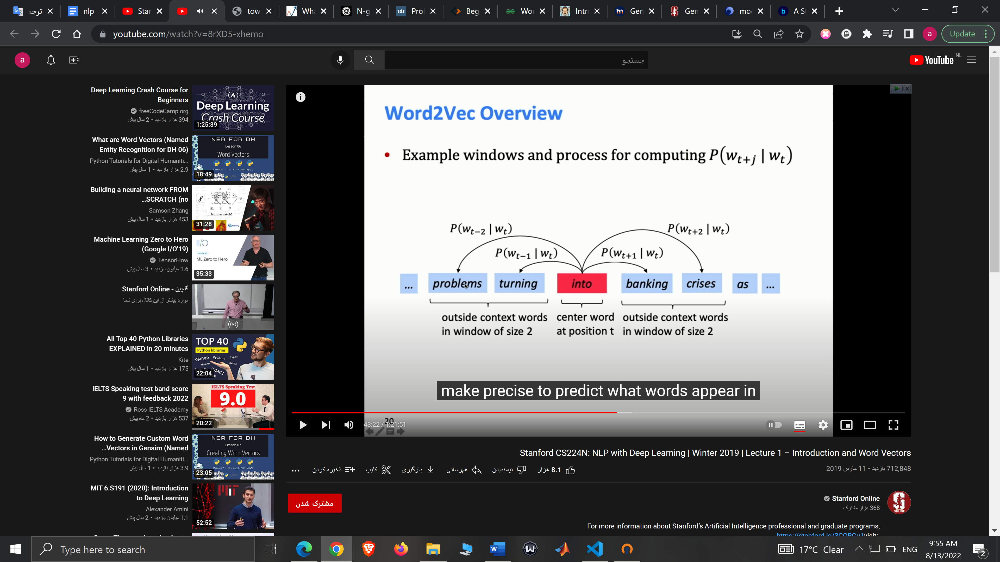 ترجمه
nlp
Star
tow
Wha
N-g
tds
Prob
Beg
Wor
Intro
Gen
Gen
mod
A St
youtube.com/watch?v=8rXD5-xhemo
a
Update
a
جستجو
YouTube NL
Deep Learning Crash Course for
Beginners
freeCodeCamp.org
394 هزار بازدید • 2 سال پیش
Deep Learning
Crash Course
1:25:39
What are Word Vectors (Named
Entity Recognition for DH 06)
Python Tutorials for Digital Humaniti...
2.9 هزار بازدید • 1 سال پیش
NER FOR DH
Lesson 06
Word Vectors
18:49
Building a neural network FROM
...SCRATCH (no
Samson Zhang
453 هزار بازدید • 1 سال پیش
...from scratch!
NumPy
31:28
Machine Learning Zero to Hero
(Google I/O'19)
TensorFlow
1.6 میلیون بازدید • 3 سال پیش
I/O
Advanced
ML Zero to Hero
35:33
گلچین - Stanford Online
موارد بیشتر از این کانال برای شما
All Top 40 Python Libraries
EXPLAINED in 20 minutes
Kite
175 هزار بازدید • 1 سال پیش
TOP 40
Python libraries
django PyGame Zappa
theano Keras
22:04
IELTS Speaking test band score
9 with feedback 2022
Ross IELTS Academy
537 هزار بازدید • 2 ماه پیش
IELTS Speaking Test
9.0
20:22
How to Generate Custom Word
...Vectors in Gensim (Named
Python Tutorials for Digital Humaniti...
3.9 هزار بازدید • 1 سال پیش
NER FOR DH
Lesson 07
Creating Word Vectors
23:05
MIT 6.S191 (2020): Introduction
to Deep Learning
Alexander Amini
1.1 میلیون بازدید • 2 سال پیش
MIT
52:52
Word2Vec Overview
• Example windows and process for computing P(w_{t+j} | w_t)
P(w_{t−2} | w_t)
P(w_{t+2} | w_t)
P(w_{t−1} | w_t)
P(w_{t+1} | w_t)
... problems turning into banking crises as ...
outside context words
in window of size 2
center word
at position t
outside context words
in window of size 2
make precise to predict what words appear in
20
43:22 / 1:21:51
Stanford CS224N: NLP with Deep Learning | Winter 2019 | Lecture 1 – Introduction and Word Vectors
712,848 بازدید • 11 مارس 2019
8.1 هزار
نپسندیدن
هم‌رسانی
بارگیری
کلیپ
ذخیره کردن
Stanford Online
368 هزار مشترک
ONLINE
مشترک شدن
For more information about Stanford's Artificial Intelligence professional and graduate programs,
Type here to search
17°C Clear
ENG
9:55 AM
8/13/2022
2